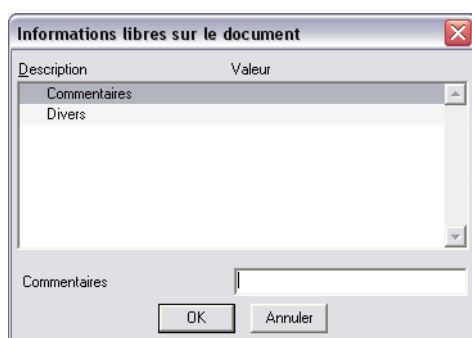 Informations libres sur le document
Description Valeur
Commentaires
Divers
Commentaires
OK Annuler